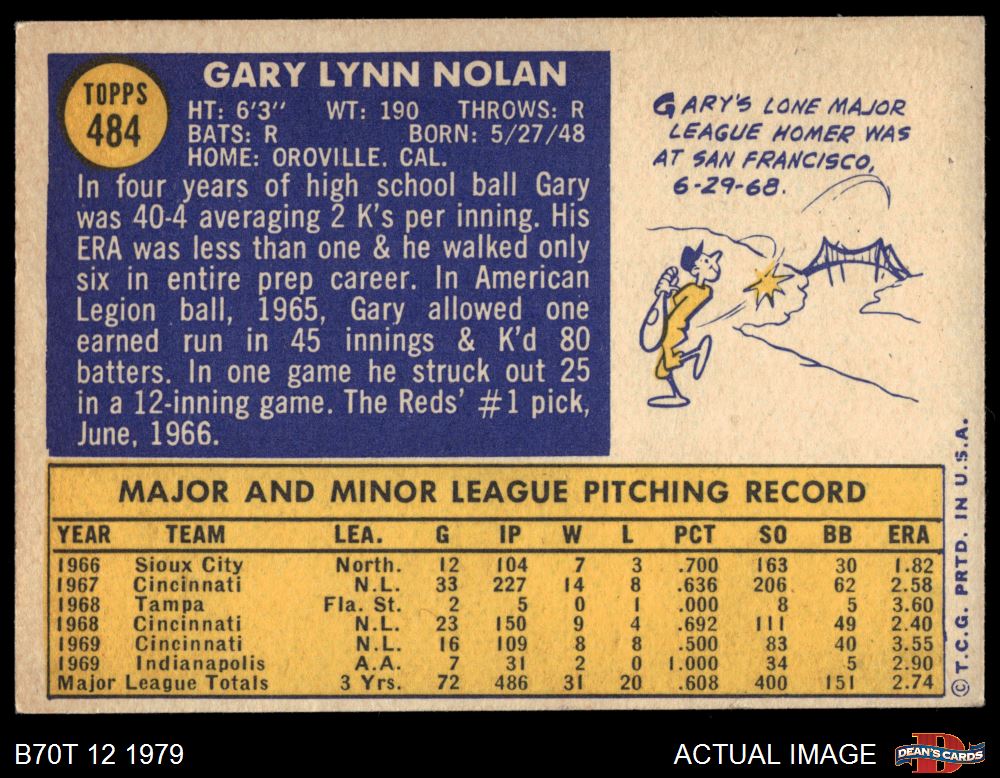 TOPPS
484
GARY LYNN NOLAN
HT: 6'3" WT: 190 THROWS: R
BATS: R BORN: 5/27/48
HOME: OROVILLE. CAL.
In four years of high school ball Gary
was 40-4 averaging 2 K's per inning. His
ERA was less than one & he walked only
six in entire prep career. In American
Legion ball, 1965, Gary allowed one
earned run in 45 innings & K'd 80
batters. In one game he struck out 25
in a 12-inning game. The Reds' #1 pick,
June, 1966.
GARY'S LONE MAJOR
LEAGUE HOMER WAS
AT SAN FRANCISCO,
6-29-68.
MAJOR AND MINOR LEAGUE PITCHING RECORD
YEAR TEAM LEA. G IP W L PCT SO BB ERA
1966 Sioux City North. 12 104 7 3 .700 163 30 1.82
1967 Cincinnati N.L. 33 227 14 8 .636 206 62 2.58
1968 Tampa Fla. St. 2 5 0 1 .000 8 5 3.60
1968 Cincinnati N.L. 23 150 9 4 .692 111 49 2.40
1969 Cincinnati N.L. 16 109 8 8 .500 83 40 3.55
1969 Indianapolis A.A. 7 31 2 0 1.000 34 5 2.90
Major League Totals 3 Yrs. 72 486 31 20 .608 400 151 2.74
© T.C.G. PRTD. IN U.S.A.
B70T 12 1979
ACTUAL IMAGE
DEAN'S CARDS